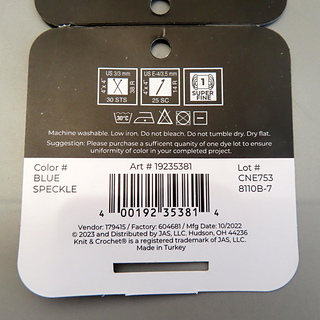 US 3/3 mm
4" x 4"
38 R
30 STS
US E-4/3.5 mm
4" x 4"
14 R
25 SC
1
SUPER
FINE
30°C
Machine washable. Low iron. Do not bleach. Do not tumble dry. Dry flat.
Suggestion: Please purchase a sufficent quanity of one dye lot to ensure
uniformity of color in your completed project.
Color #
BLUE
SPECKLE
Art # 19235381
Lot #
CNE753
8110B-7
4 00192 35381 4
Vendor: 179415 / Factory: 604681 / Mfg Date: 10/2022
© 2023 and Distributed by JAS, LLC. Hudson, OH 44236
Knit & Crochet® is a registered trademark of JAS, LLC.
Made in Turkey